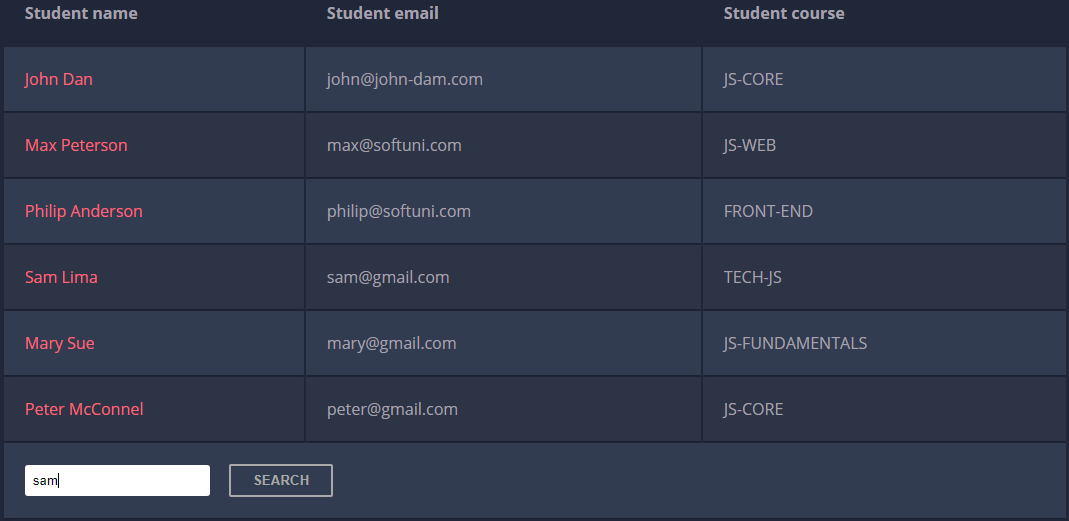 Student name Student email Student course
John Dan john@john-dam.com JS-CORE
Max Peterson max@softuni.com JS-WEB
Philip Anderson philip@softuni.com FRONT-END
Sam Lima sam@gmail.com TECH-JS
Mary Sue mary@gmail.com JS-FUNDAMENTALS
Peter McConnel peter@gmail.com JS-CORE
sam SEARCH